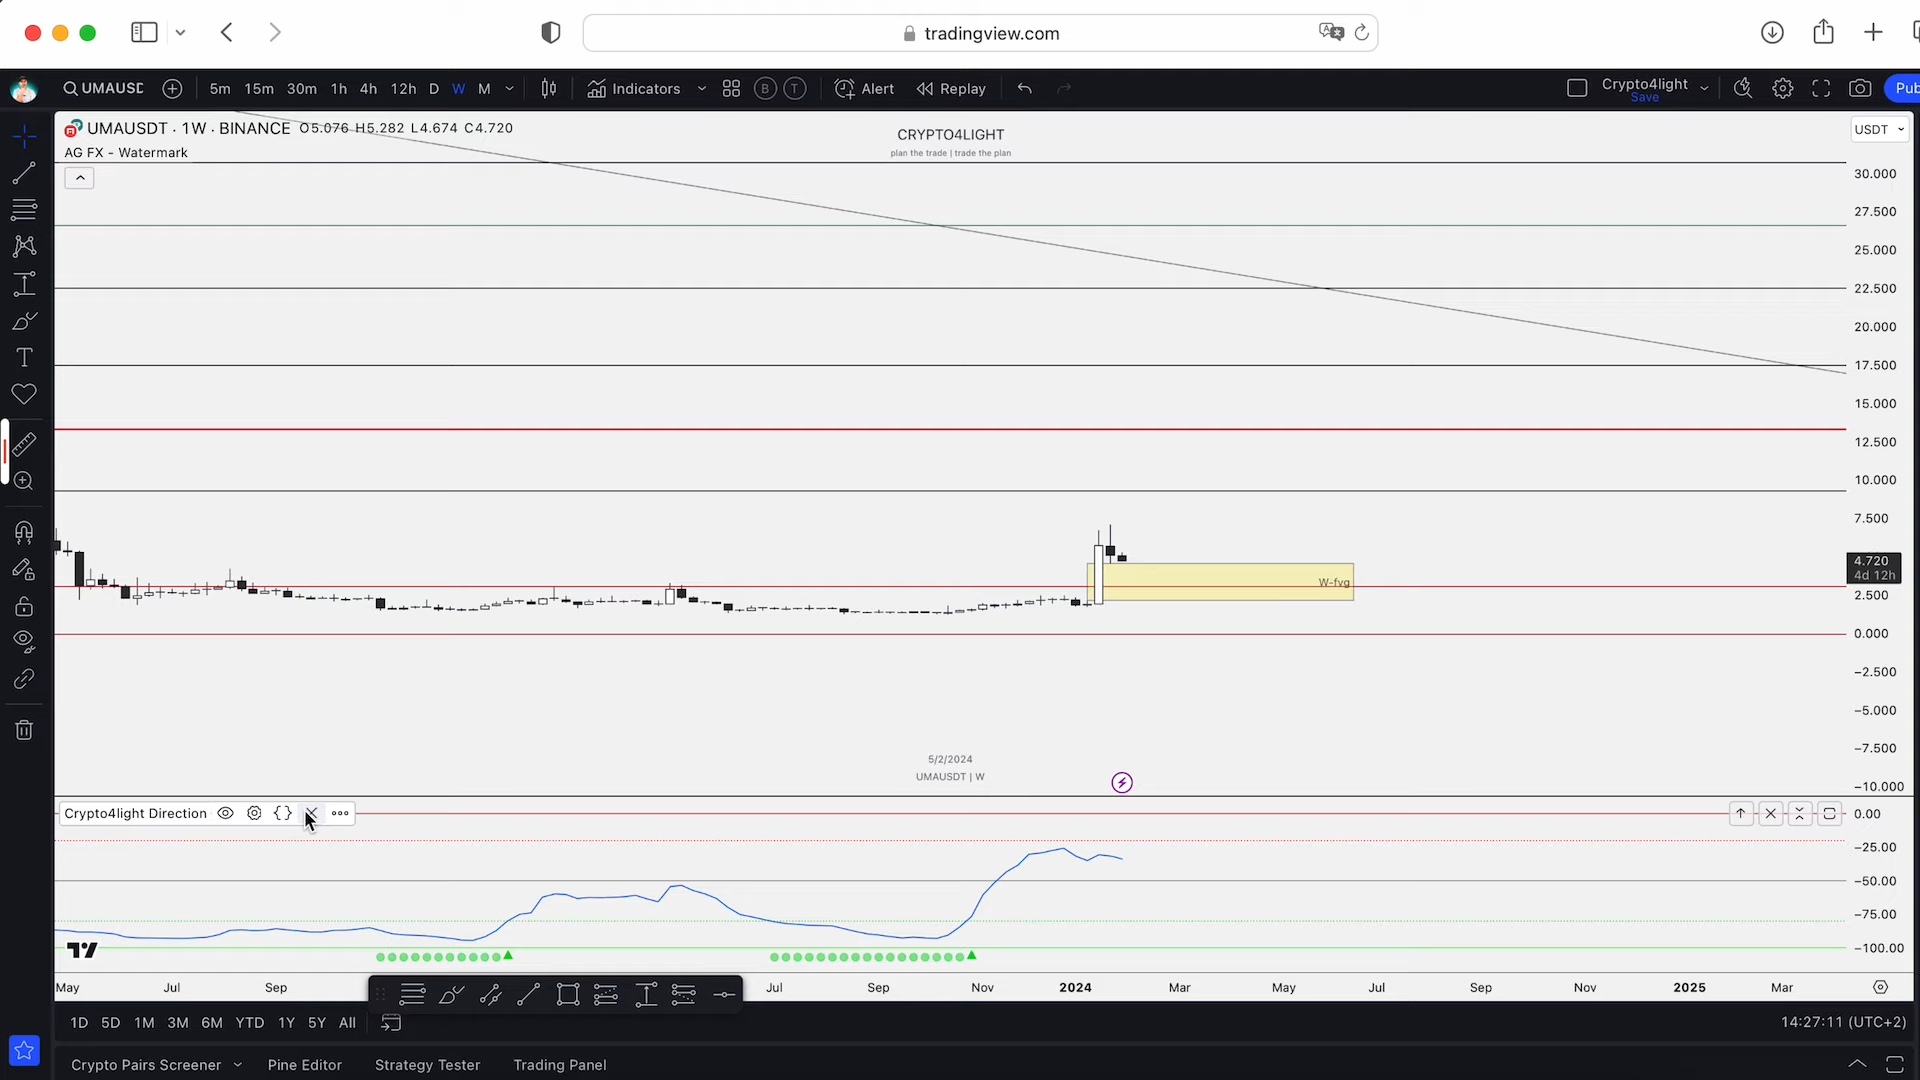 tradingview.com
UMAUSD 5m 15m 30m 1h 4h 12h D W M Indicators B T Alert Replay Crypto4light Save Pub
UMAUSDT · 1W · BINANCE O5.076 H5.282 L4.674 C4.720
AG FX - Watermark
CRYPTO4LIGHT
plan the trade | trade the plan
USDT
30.000
27.500
25.000
22.500
20.000
17.500
15.000
12.500
10.000
7.500
4.720
4d 12h
W-fvg
2.500
0.000
−2.500
−5.000
−7.500
−10.000
5/2/2024
UMAUSDT | W
Crypto4light Direction {}
0.00
−25.00
−50.00
−75.00
−100.00
May Jul Sep Jul Sep Nov 2024 Mar May Jul Sep Nov 2025 Mar
1D 5D 1M 3M 6M YTD 1Y 5Y All 14:27:11 (UTC+2)
Crypto Pairs Screener Pine Editor Strategy Tester Trading Panel